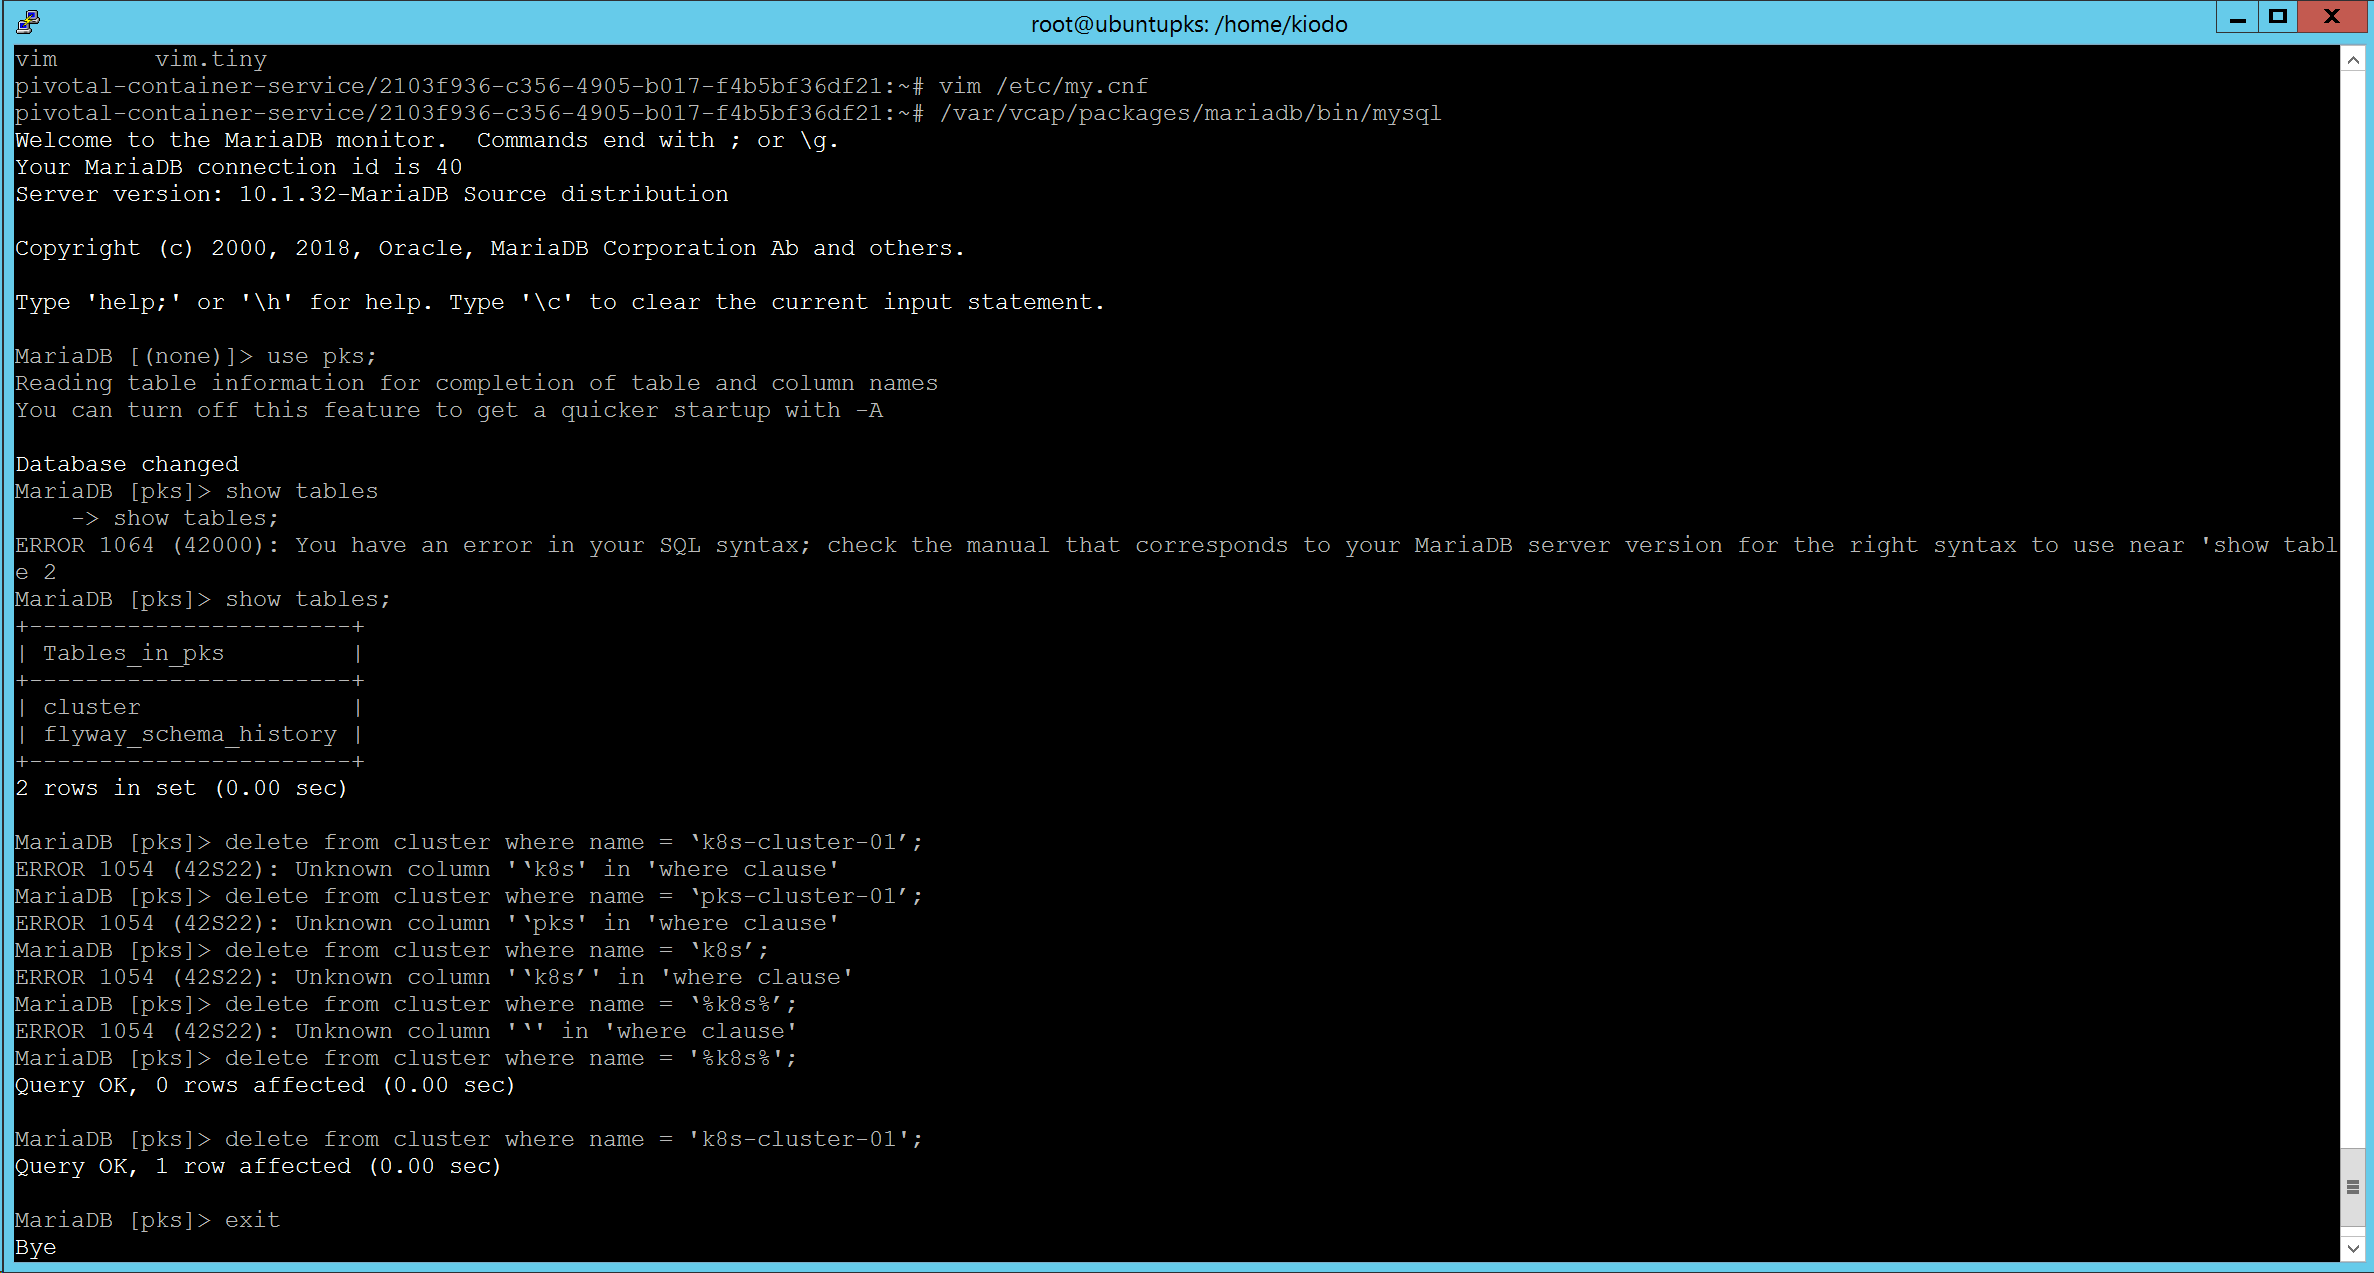 root@ubuntupks: /home/kiodo
vim       vim.tiny
pivotal-container-service/2103f936-c356-4905-b017-f4b5bf36df21:~# vim /etc/my.cnf
pivotal-container-service/2103f936-c356-4905-b017-f4b5bf36df21:~# /var/vcap/packages/mariadb/bin/mysql
Welcome to the MariaDB monitor.  Commands end with ; or \g.
Your MariaDB connection id is 40
Server version: 10.1.32-MariaDB Source distribution

Copyright (c) 2000, 2018, Oracle, MariaDB Corporation Ab and others.

Type 'help;' or '\h' for help. Type '\c' to clear the current input statement.

MariaDB [(none)]> use pks;
Reading table information for completion of table and column names
You can turn off this feature to get a quicker startup with -A

Database changed
MariaDB [pks]> show tables
    -> show tables;
ERROR 1064 (42000): You have an error in your SQL syntax; check the manual that corresponds to your MariaDB server version for the right syntax to use near 'show tabl
e 2
MariaDB [pks]> show tables;
+-----------------------+
| Tables_in_pks         |
+-----------------------+
| cluster               |
| flyway_schema_history |
+-----------------------+
2 rows in set (0.00 sec)

MariaDB [pks]> delete from cluster where name = ‘k8s-cluster-01’;
ERROR 1054 (42S22): Unknown column '‘k8s' in 'where clause'
MariaDB [pks]> delete from cluster where name = ‘pks-cluster-01’;
ERROR 1054 (42S22): Unknown column '‘pks' in 'where clause'
MariaDB [pks]> delete from cluster where name = ‘k8s’;
ERROR 1054 (42S22): Unknown column '‘k8s’' in 'where clause'
MariaDB [pks]> delete from cluster where name = ‘%k8s%’;
ERROR 1054 (42S22): Unknown column '‘' in 'where clause'
MariaDB [pks]> delete from cluster where name = '%k8s%';
Query OK, 0 rows affected (0.00 sec)

MariaDB [pks]> delete from cluster where name = 'k8s-cluster-01';
Query OK, 1 row affected (0.00 sec)

MariaDB [pks]> exit
Bye